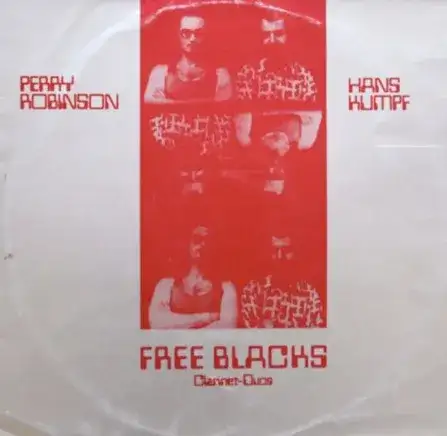 PERRY
ROBINSON
HANS
KUMPF
FREE BLACKS
Clarinet-Duos